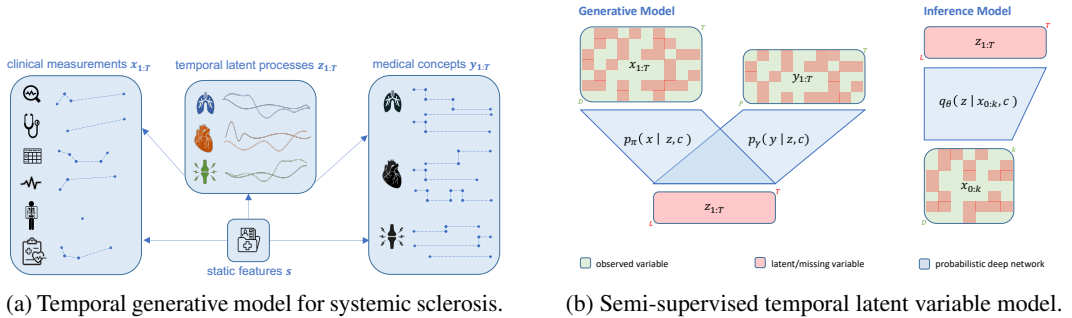 clinical measurements x1:T
temporal latent processes z1:T
medical concepts y1:T
static features s
(a) Temporal generative model for systemic sclerosis.
Generative Model
Inference Model
T
x1:T
D
T
y1:T
P
pπ( x | z, c)
pγ( y | z, c)
T
z1:T
L
T
z1:T
L
qθ( z | x0:k, c)
k
x0:k
D
observed variable
latent/missing variable
probabilistic deep network
(b) Semi-supervised temporal latent variable model.